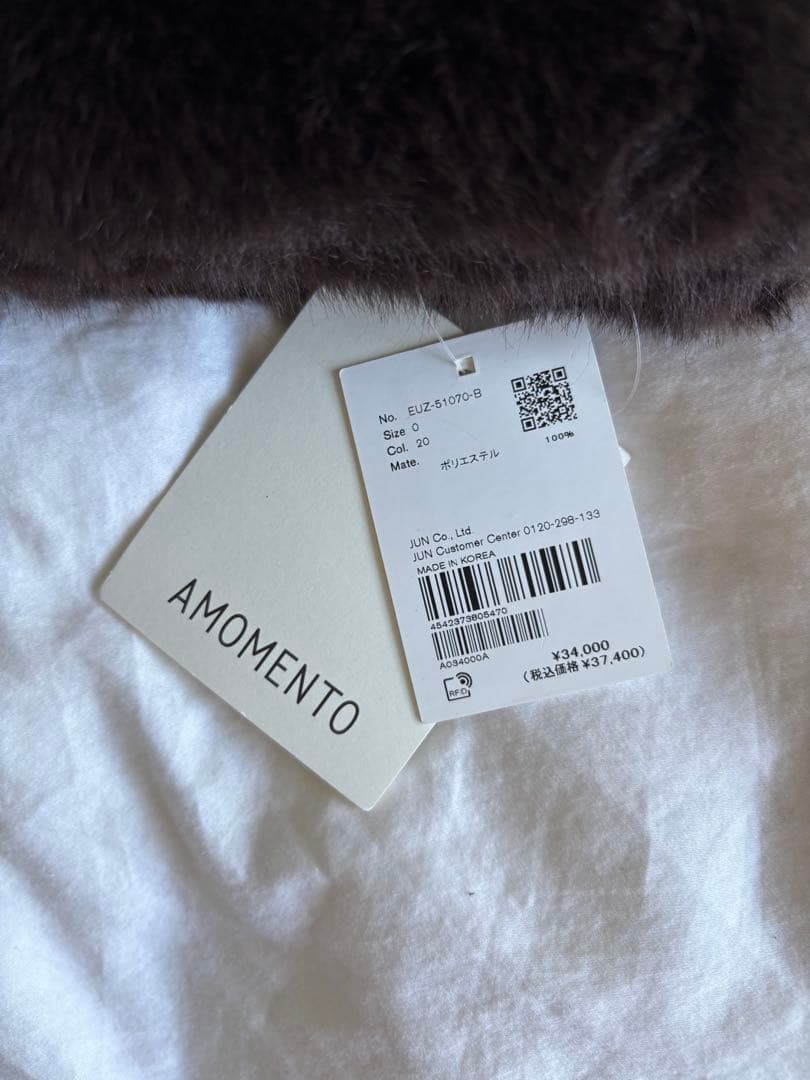 AMOMENTO
No. EUZ-51070-B
Size 0
Col. 20
Mate. ポリエステル 100%
JUN Co., Ltd.
JUN Customer Center 0120-298-133
MADE IN KOREA
4542373805470
A034000A
¥34,000
(税込価格 ¥37,400)
RFID